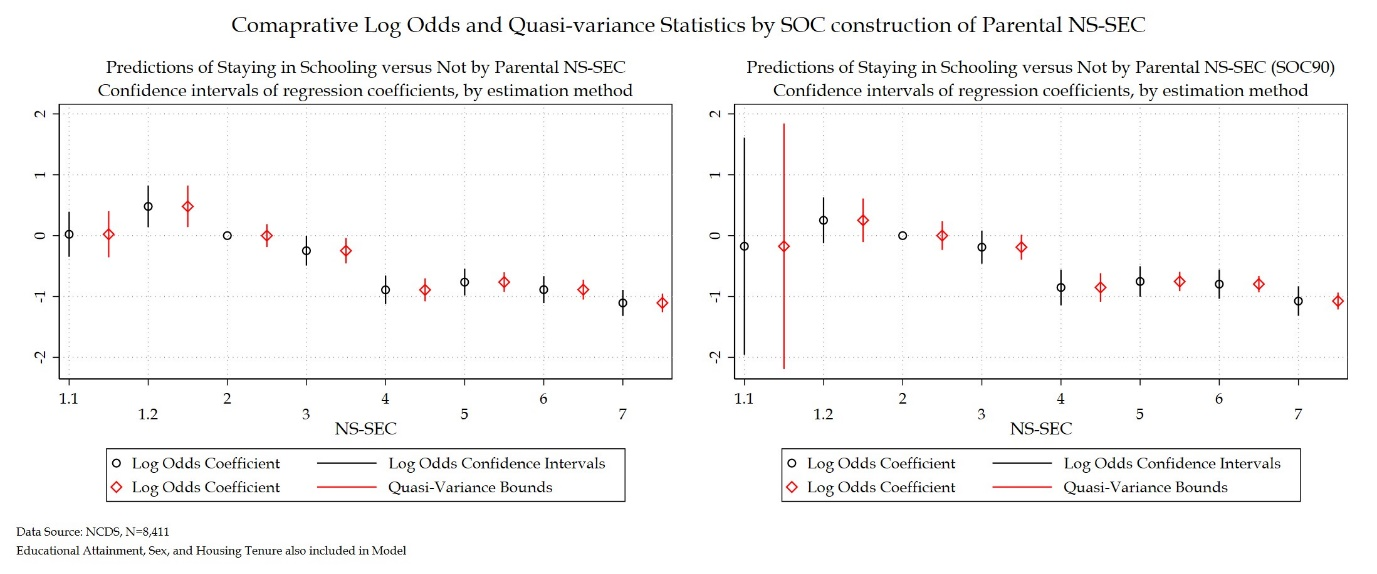 Comaprative Log Odds and Quasi-variance Statistics by SOC construction of Parental NS-SEC
Predictions of Staying in Schooling versus Not by Parental NS-SEC
Confidence intervals of regression coefficients, by estimation method
2
1
0
-1
-2
1.1
1.2
2
3
4
5
6
7
NS-SEC
Log Odds Coefficient
Log Odds Confidence Intervals
Log Odds Coefficient
Quasi-Variance Bounds
Predictions of Staying in Schooling versus Not by Parental NS-SEC (SOC90)
Confidence intervals of regression coefficients, by estimation method
2
1
0
-1
-2
1.1
1.2
2
3
4
5
6
7
NS-SEC
Log Odds Coefficient
Log Odds Confidence Intervals
Log Odds Coefficient
Quasi-Variance Bounds
Data Source: NCDS, N=8,411
Educational Attainment, Sex, and Housing Tenure also included in Model